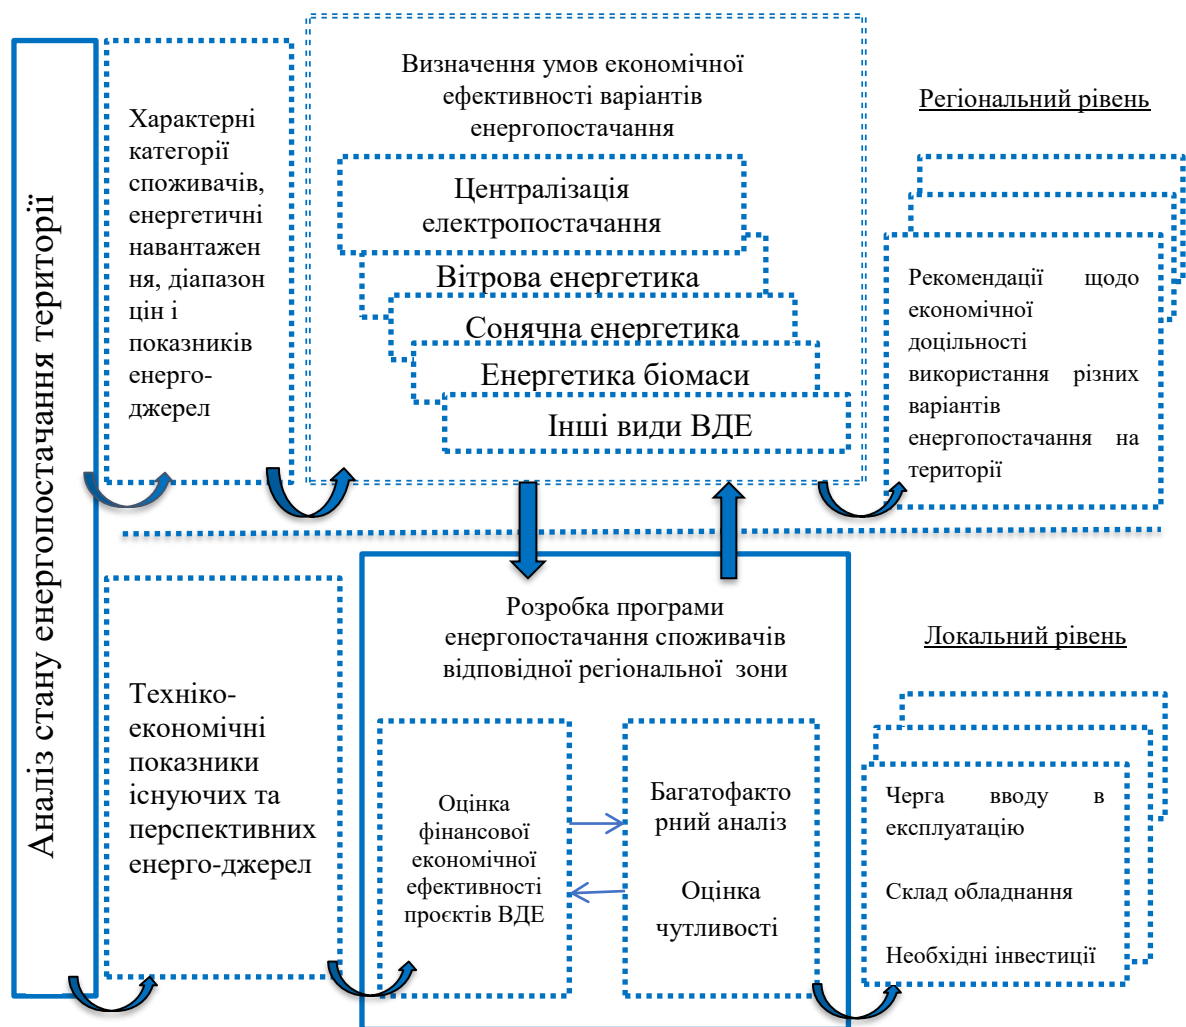 Аналіз стану енергопостачання території
Характерні
категорії
споживачів,
енергетичні
навантажен
ня, діапазон
цін і
показників
енерго-
джерел
Визначення умов економічної
ефективності варіантів
енергопостачання
Централізація
електропостачання
Вітрова енергетика
Сонячна енергетика
Енергетика біомаси
Інші види ВДЕ
Регіональний рівень
Рекомендації щодо
економічної
доцільності
використання різних
варіантів
енергопостачання на
території
Техніко-
економічні
показники
існуючих та
перспективних
енерго-джерел
Розробка програми
енергопостачання споживачів
відповідної регіональної зони
Оцінка
фінансової
економічної
ефективності
проєктів ВДЕ
Багатофакто
рний аналіз
Оцінка
чутливості
Локальний рівень
Черга вводу в
експлуатацію
Склад обладнання
Необхідні інвестиції